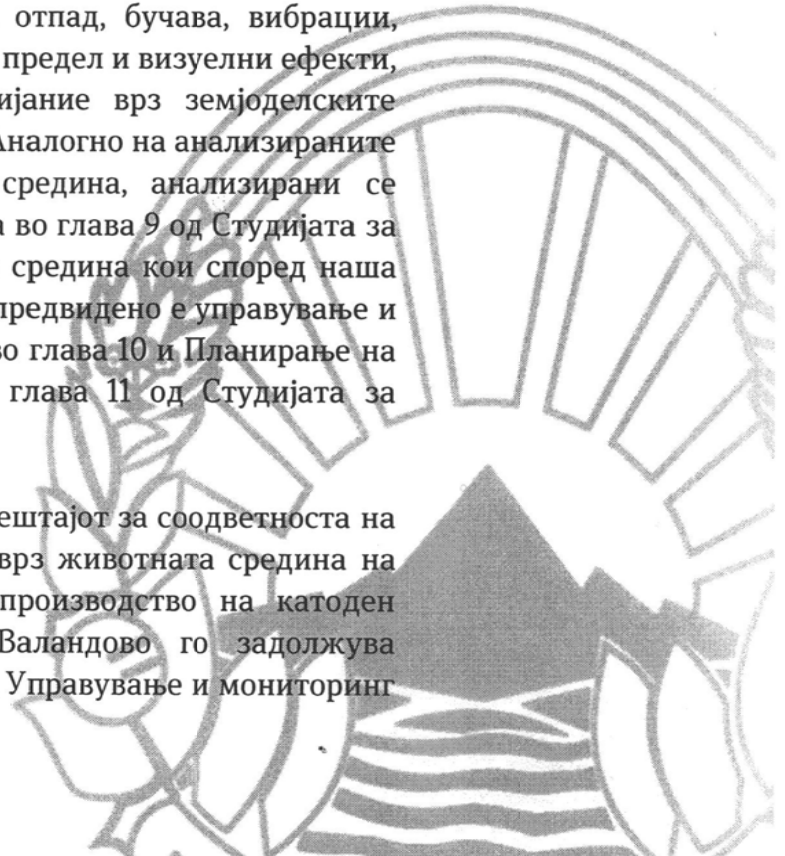 отпад, бучава, вибрации,
предел и визуелни ефекти,
ијание врз земјоделските
Аналогно на анализираните
средина, анализирани се
а во глава 9 од Студијата за
средина кои според наша
предвидено е управување и
во глава 10 и Планирање на
глава 11 од Студијата за
ештајот за соодветноста на
врз животната средина на
производство на катоден
Валандово го задолжува
Управување и мониторинг